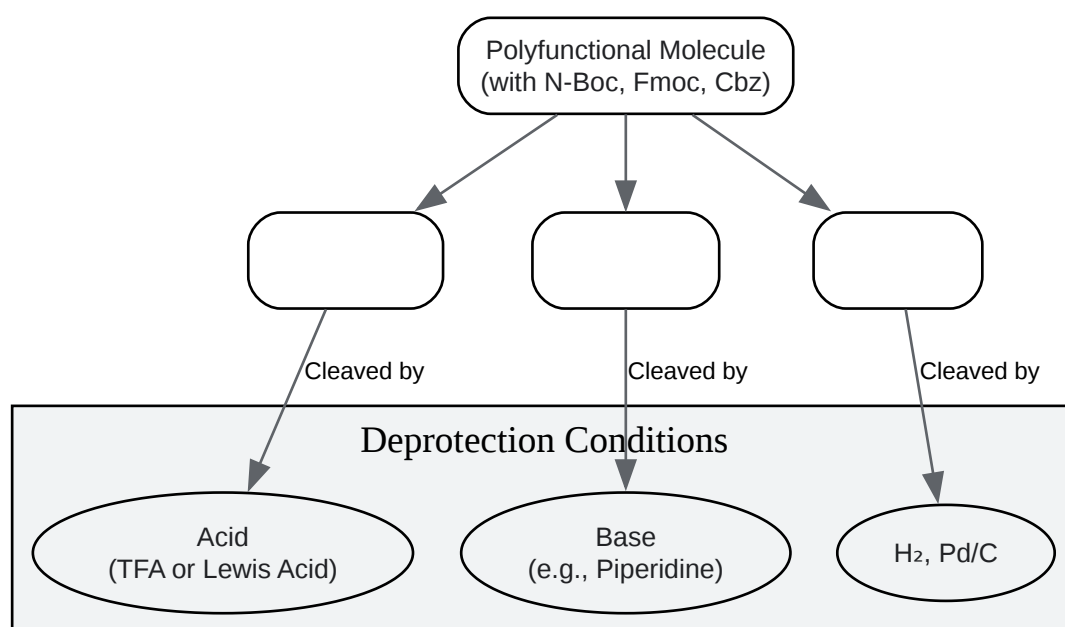 Polyfunctional Molecule
(with N-Boc, Fmoc, Cbz)
Cleaved by
Cleaved by
Cleaved by
Deprotection Conditions
Acid
(TFA or Lewis Acid)
Base
(e.g., Piperidine)
H₂, Pd/C